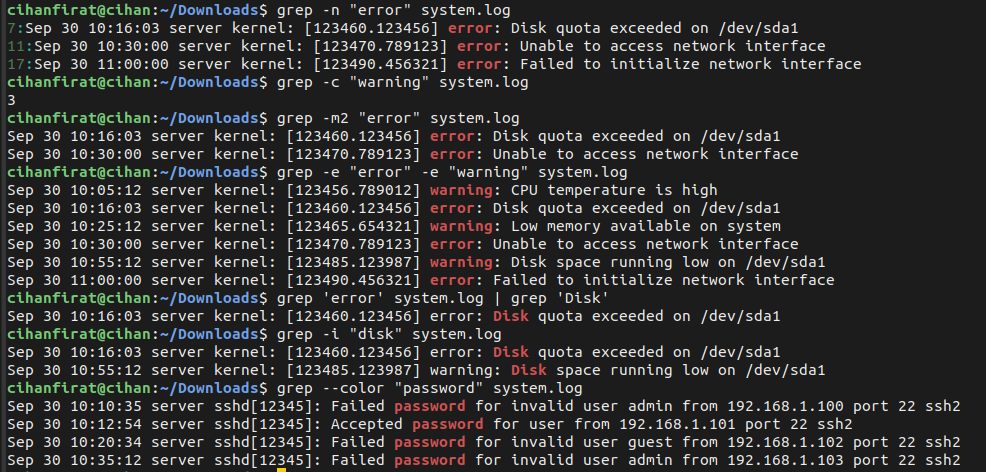 cihanfirat@cihan:~/Downloads$ grep -n "error" system.log
7:Sep 30 10:16:03 server kernel: [123460.123456] error: Disk quota exceeded on /dev/sda1
11:Sep 30 10:30:00 server kernel: [123470.789123] error: Unable to access network interface
17:Sep 30 11:00:00 server kernel: [123490.456321] error: Failed to initialize network interface
cihanfirat@cihan:~/Downloads$ grep -c "warning" system.log
3
cihanfirat@cihan:~/Downloads$ grep -m2 "error" system.log
Sep 30 10:16:03 server kernel: [123460.123456] error: Disk quota exceeded on /dev/sda1
Sep 30 10:30:00 server kernel: [123470.789123] error: Unable to access network interface
cihanfirat@cihan:~/Downloads$ grep -e "error" -e "warning" system.log
Sep 30 10:05:12 server kernel: [123456.789012] warning: CPU temperature is high
Sep 30 10:16:03 server kernel: [123460.123456] error: Disk quota exceeded on /dev/sda1
Sep 30 10:25:12 server kernel: [123465.654321] warning: Low memory available on system
Sep 30 10:30:00 server kernel: [123470.789123] error: Unable to access network interface
Sep 30 10:55:12 server kernel: [123485.123987] warning: Disk space running low on /dev/sda1
Sep 30 11:00:00 server kernel: [123490.456321] error: Failed to initialize network interface
cihanfirat@cihan:~/Downloads$ grep 'error' system.log | grep 'Disk'
Sep 30 10:16:03 server kernel: [123460.123456] error: Disk quota exceeded on /dev/sda1
cihanfirat@cihan:~/Downloads$ grep -i "disk" system.log
Sep 30 10:16:03 server kernel: [123460.123456] error: Disk quota exceeded on /dev/sda1
Sep 30 10:55:12 server kernel: [123485.123987] warning: Disk space running low on /dev/sda1
cihanfirat@cihan:~/Downloads$ grep --color "password" system.log
Sep 30 10:10:35 server sshd[12345]: Failed password for invalid user admin from 192.168.1.100 port 22 ssh2
Sep 30 10:12:54 server sshd[12345]: Accepted password for user from 192.168.1.101 port 22 ssh2
Sep 30 10:20:34 server sshd[12345]: Failed password for invalid user guest from 192.168.1.102 port 22 ssh2
Sep 30 10:35:12 server sshd[12345]: Failed password for invalid user admin from 192.168.1.103 port 22 ssh2